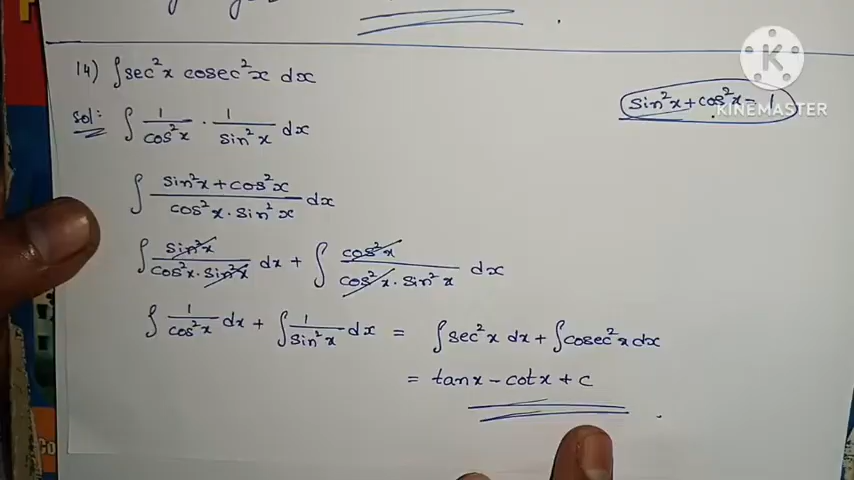 14) ∫sec²x cosec²x dx
K
KINEMASTER
sin²x+cos²x=1
sol: ∫ 1/cos²x · 1/sin²x dx
∫ (sin²x+cos²x)/(cos²x·sin²x) dx
∫ sin²x/(cos²x·sin²x) dx + ∫ cos²x/(cos²x·sin²x) dx
∫ 1/cos²x dx + ∫ 1/sin²x dx = ∫sec²x dx + ∫cosec²x dx
= tanx - cotx + c